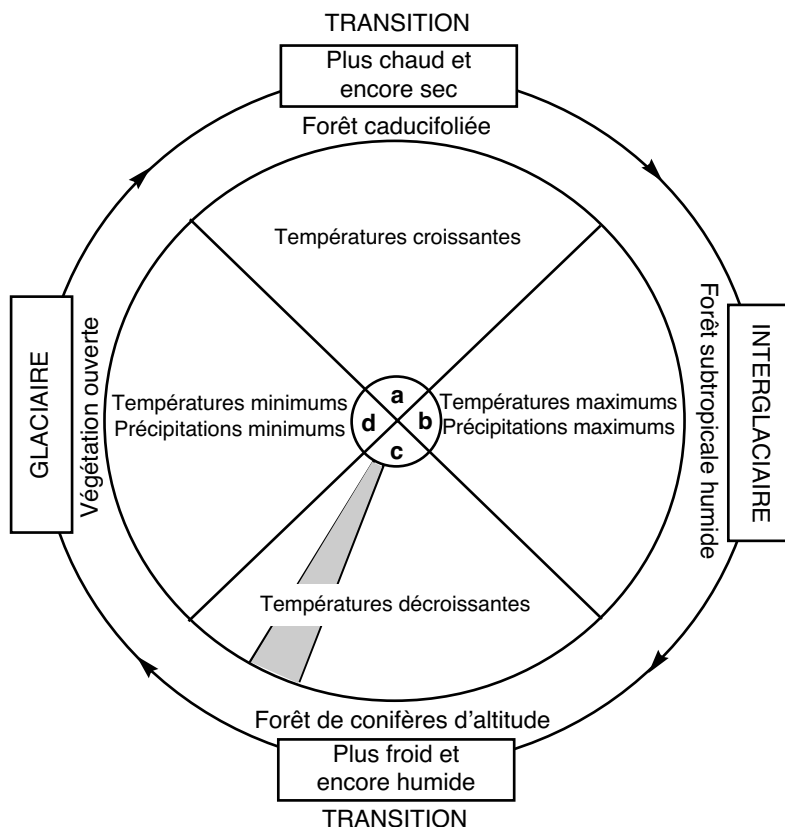 TRANSITION
Plus chaud et
encore sec
Forêt caducifoliée
Températures croissantes
GLACIAIRE
Végétation ouverte
Températures minimums
Précipitations minimums
a
d
b
c
Températures maximums
Précipitations maximums
Forêt subtropicale humide
INTERGLACIAIRE
Températures décroissantes
Forêt de conifères d'altitude
Plus froid et
encore humide
TRANSITION